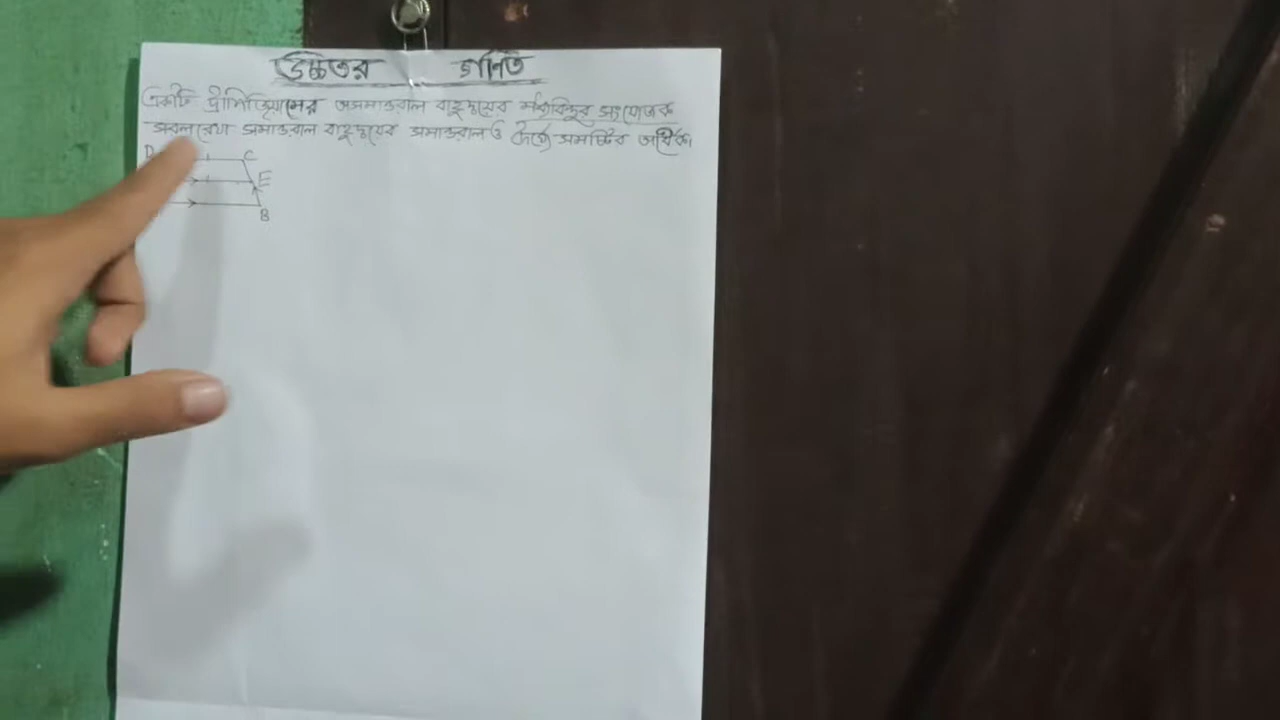 উচ্চতর গণিত
একটি ট্রাপিজিয়ামের অসমান্তরাল বাহুদ্বয়ের মধ্যবিন্দুর সংযোজক
সরলরেখা সমান্তরাল বাহুদ্বয়ের সমান্তরাল ও দৈর্ঘ্যে সমষ্টির অর্ধেক।
D C
E
B